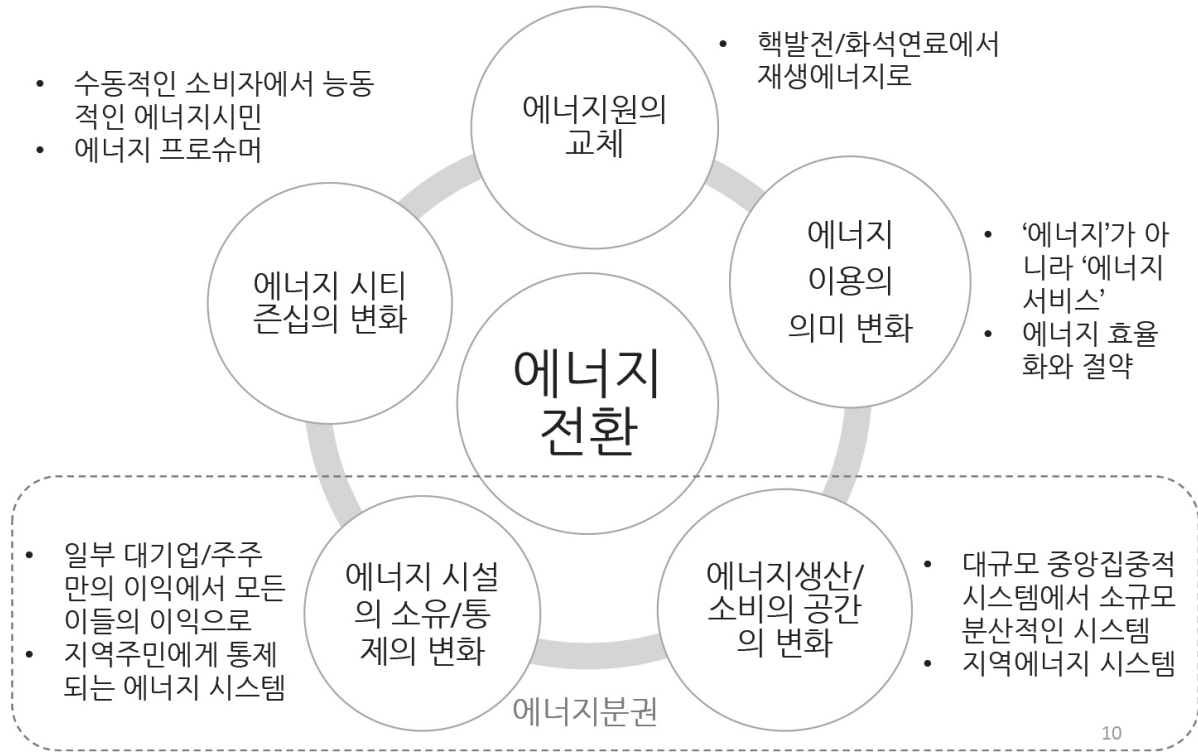 • 핵발전/화석연료에서
재생에너지로
에너지원의
교체
• 수동적인 소비자에서 능동
적인 에너지시민
• 에너지 프로슈머
에너지
이용의
의미 변화
• ‘에너지’가 아
니라 ‘에너지
서비스’
• 에너지 효율
화와 절약
에너지 시티
즌십의 변화
에너지
전환
• 일부 대기업/주주
만의 이익에서 모든
이들의 이익으로
• 지역주민에게 통제
되는 에너지 시스템
에너지 시설
의 소유/통
제의 변화
에너지생산/
소비의 공간
의 변화
• 대규모 중앙집중적
시스템에서 소규모
분산적인 시스템
• 지역에너지 시스템
에너지분권
10